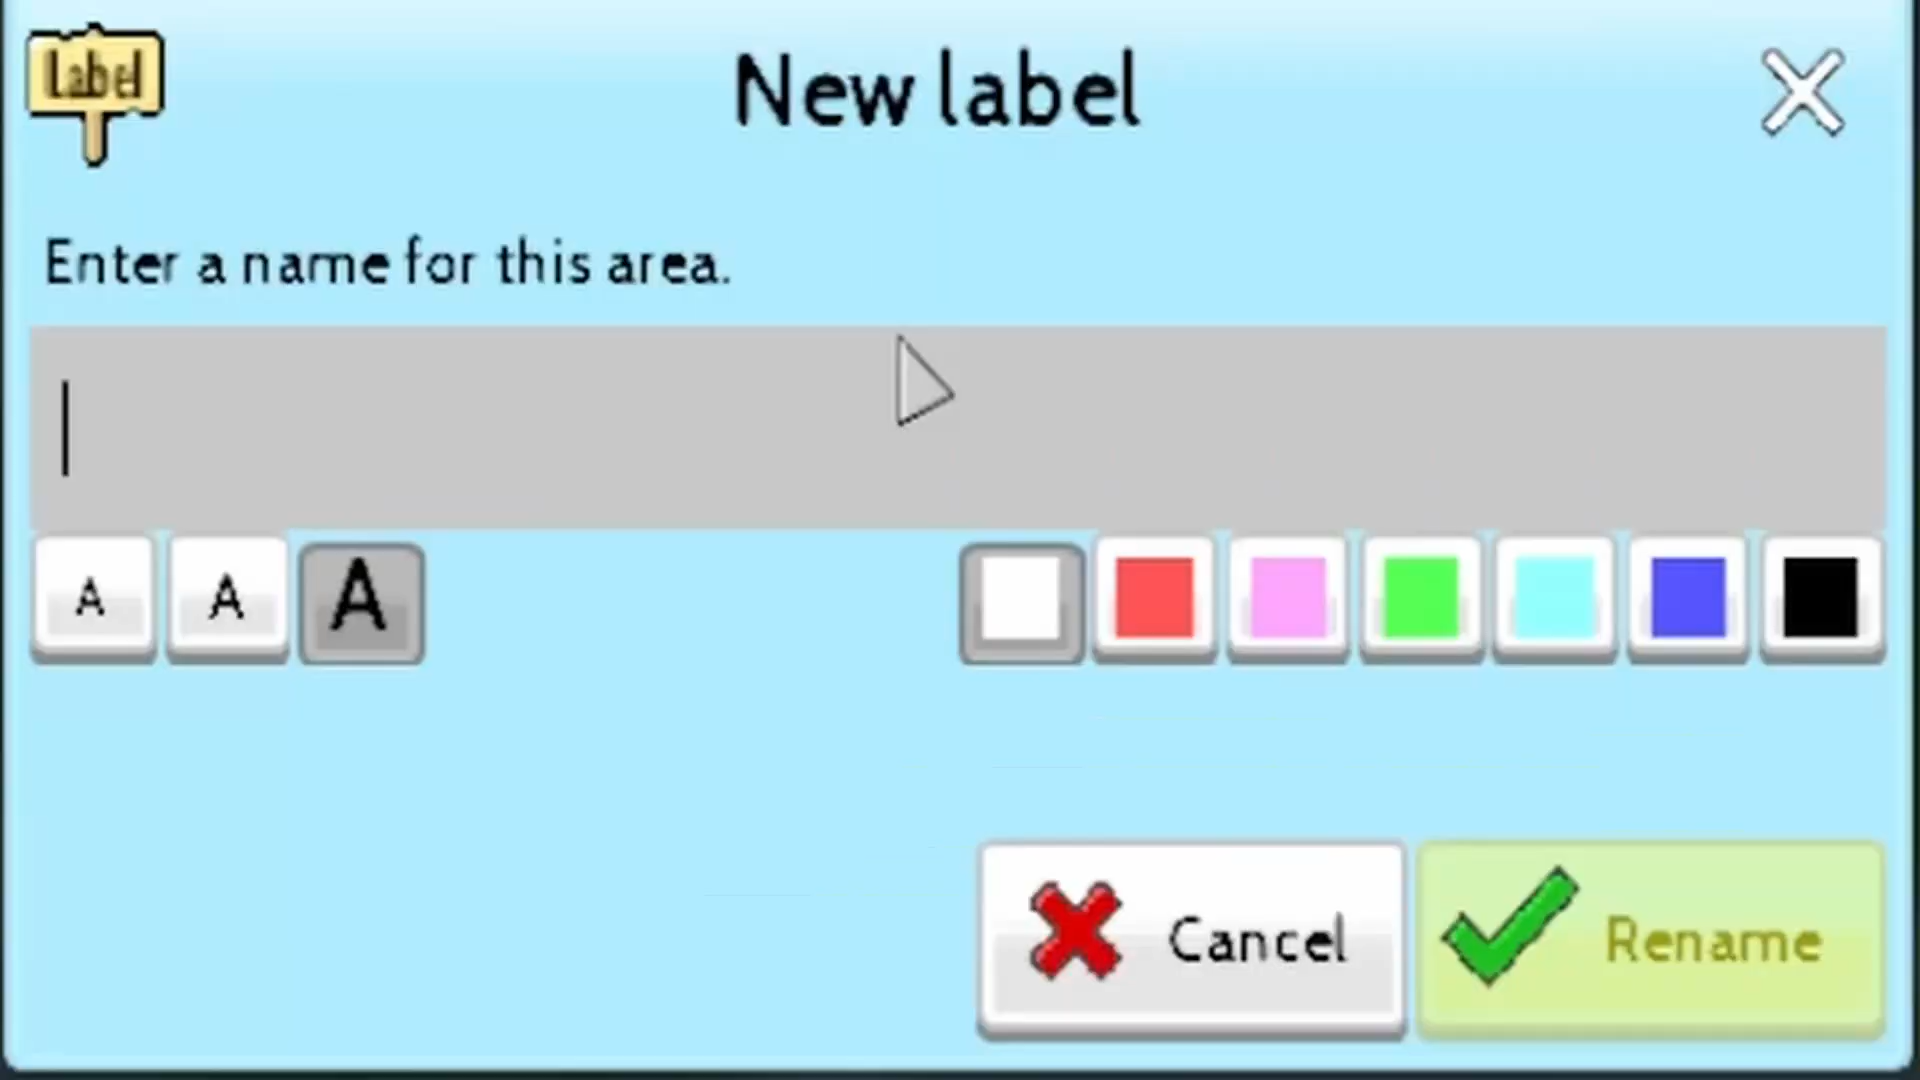 Label
New label
Enter a name for this area.
A A A
Cancel
Rename